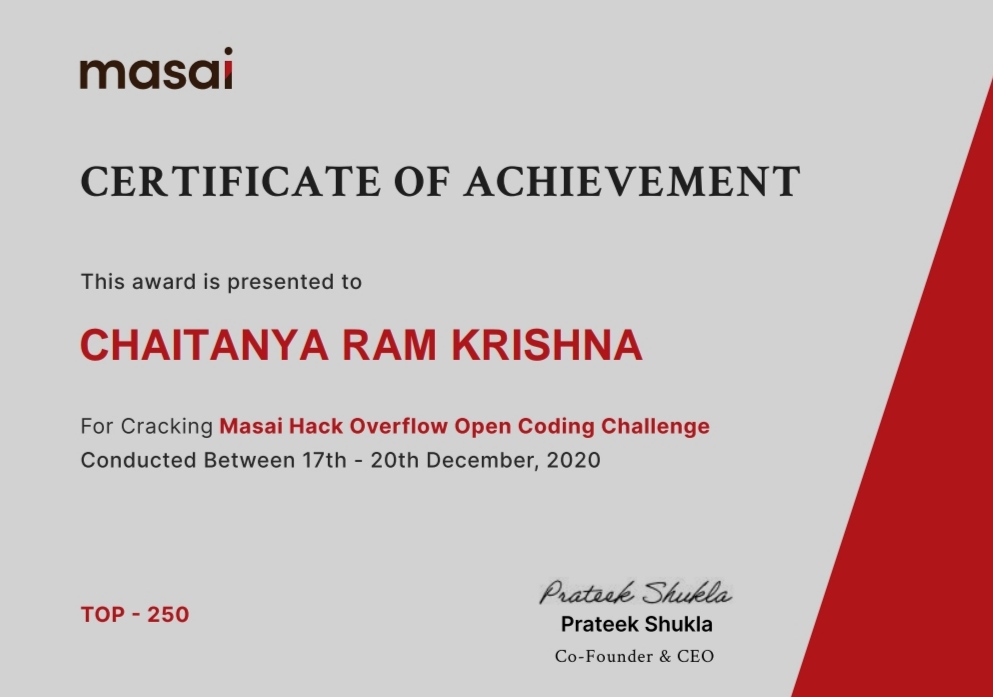 masai
CERTIFICATE OF ACHIEVEMENT
This award is presented to
CHAITANYA RAM KRISHNA
For Cracking Masai Hack Overflow Open Coding Challenge
Conducted Between 17th - 20th December, 2020
TOP - 250
Prateek Shukla
Prateek Shukla
Co-Founder & CEO